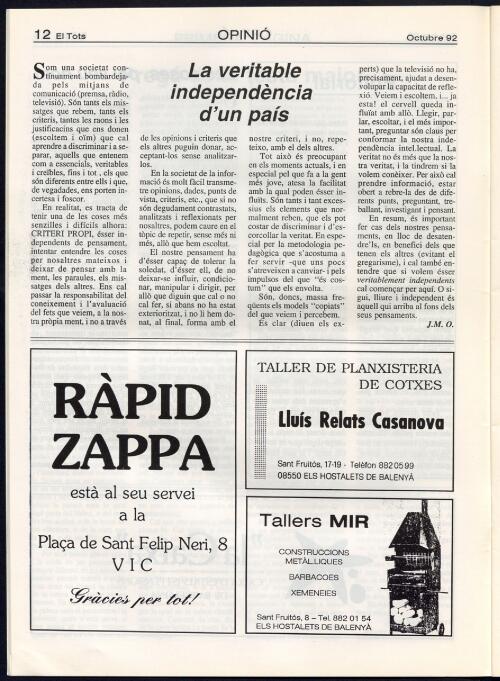 12 El Tots
OPINIÓ
Octubre 92
La veritable
independència
d'un país
Som una societat con-
tínuament bombardeja-
da pels mitjans de
comunicació (premsa, ràdio,
televisió). Són tants els mis-
satges que rebem, tants els
criteris, tantes les raons i les
justificacions que ens donen
(escoltem i oïm) que cal
aprendre a discriminar i a se-
parar, aquells que entenem
com a essencials, veritables
i creïbles, fins i tot , els que
són diferents entre ells i que,
de vegadades, ens porten in-
certesa i foscor.
En realitat, es tracta de
tenir una de les coses més
senzilles i difícils alhora:
CRITERI PROPI, ésser in-
dependents de pensament,
intentar entendre les coses
per nosaltres mateixos i
deixar de pensar amb la
ment, les paraules, els mis-
satges dels altres. Ens cal
passar la responsabilitat del
coneixement i l'avaluació
del fets que veiem, a la nos-
tra pròpia ment, i no a través
de les opinions i criteris que
els altres puguin donar, ac-
ceptant-los sense analitzar-
los.
En la societat de la infor-
mació és molt fàcil transme-
tre opinions, dades, punts de
vista, criteris, etc., que si no
són degudament contrastats,
analitzats i reflexionats per
nosaltres, podem caure en el
tòpic de repetir, sense més ni
més, allò que hem escoltat.
El nostre pensament ha
d'ésser capaç de tolerar la
soledat, d'ésser ell, de no
deixar-se influir, condicio-
nar, manipular i dirigir, per
allò que diguin que cal o no
cal fer, si abans no ha estat
exterioritzat, i no li hem do-
nat, al final, forma amb el
nostre criteri, i no, repe-
teixo, amb el dels altres.
Tot això és preocupant
en els moments actuals, i en
especial pel que fa a la gent
més jove, atesa la facilitat
amb la qual poden ésser in-
fluïts. Són tants i tant exces-
sius els elements que nor-
malment reben, que els pot
costar de discriminar i d'es-
corcollar la veritat. En espe-
cial per la metodologia pe-
dagògica que s'acostuma a
fer servir -que uns pocs
s'atreveixen a canviar- i pels
impulsos del que "és cos-
tum" que els envolta.
Són, doncs, massa fre-
qüents els models "copiats"
del que veiem i percebem.
Es clar (diuen els ex-
perts) que la televisió no ha,
precisament, ajudat a desen-
volupar la capacitat de refle-
xió. Veiem i escoltem, i... ja
esta! el cervell queda in-
fluïat amb allò. Llegir, par-
lar, escoltar, i el més impor-
tant, preguntar són claus per
conformar la nostra inde-
pendència intel.lectual. La
veritat no és més que la nos-
tra veritat, i la tindrem si la
volem conèixer. Per això cal
prendre informació, estar
obert a rebre-la des de dife-
rents punts, preguntant, tre-
ballant, investigant i pensant.
En resum, és important
fer cas dels nostres pensa-
ments, en lloc de desaten-
dre'ls, en benefici dels que
tenen els altres (evitant el
gregarisme), i cal també en-
tendre que si volem ésser
veritablement independents
cal començar per aquí. O si-
gui, lliure i independent és
aquell qui arriba al fons dels
seus pensaments.
J.M. O.
RÀPID
ZAPPA
està al seu servei
a la
Plaça de Sant Felip Neri, 8
VIC
Gràcies per tot!
TALLER DE PLANXISTERIA
DE COTXES
Lluís Relats Casanova
Sant Fruitós, 17-19 - Telèfon 882 05 99
08550 ELS HOSTALETS DE BALENYÀ
Tallers MIR
CONSTRUCCIONS
METÀL.LIQUES
BARBACOES
XEMENEIES
Sant Fruitós, 8 – Tel. 882 01 54
ELS HOSTALETS DE BALENYÀ